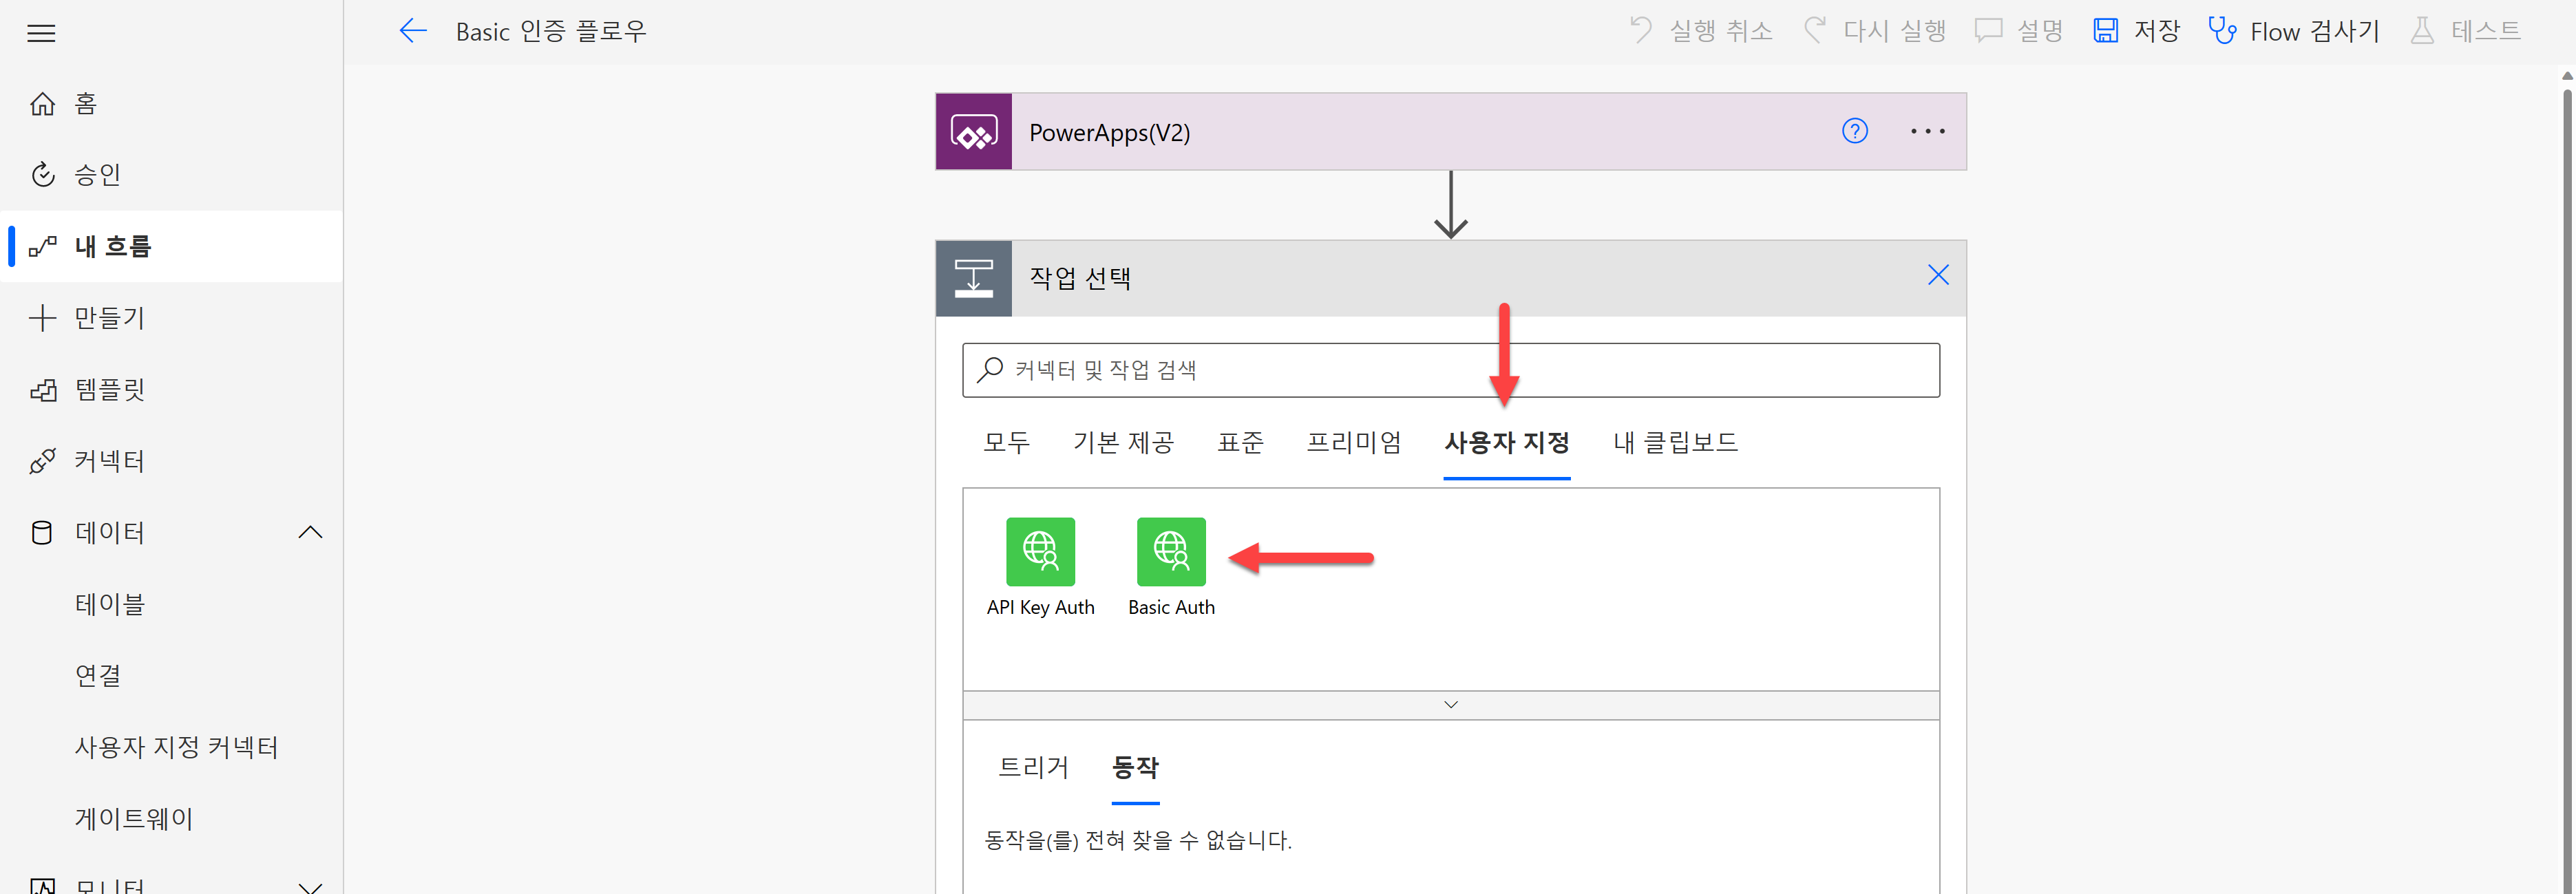 Basic 인증 플로우
실행 취소
다시 실행
설명
저장
Flow 검사기
테스트
홈
승인
내 흐름
만들기
템플릿
커넥터
데이터
테이블
연결
사용자 지정 커넥터
게이트웨이
모니터
PowerApps(V2)
작업 선택
커넥터 및 작업 검색
모두 기본 제공 표준 프리미엄 사용자 지정 내 클립보드
API Key Auth Basic Auth
트리거 동작
동작을(를) 전혀 찾을 수 없습니다.